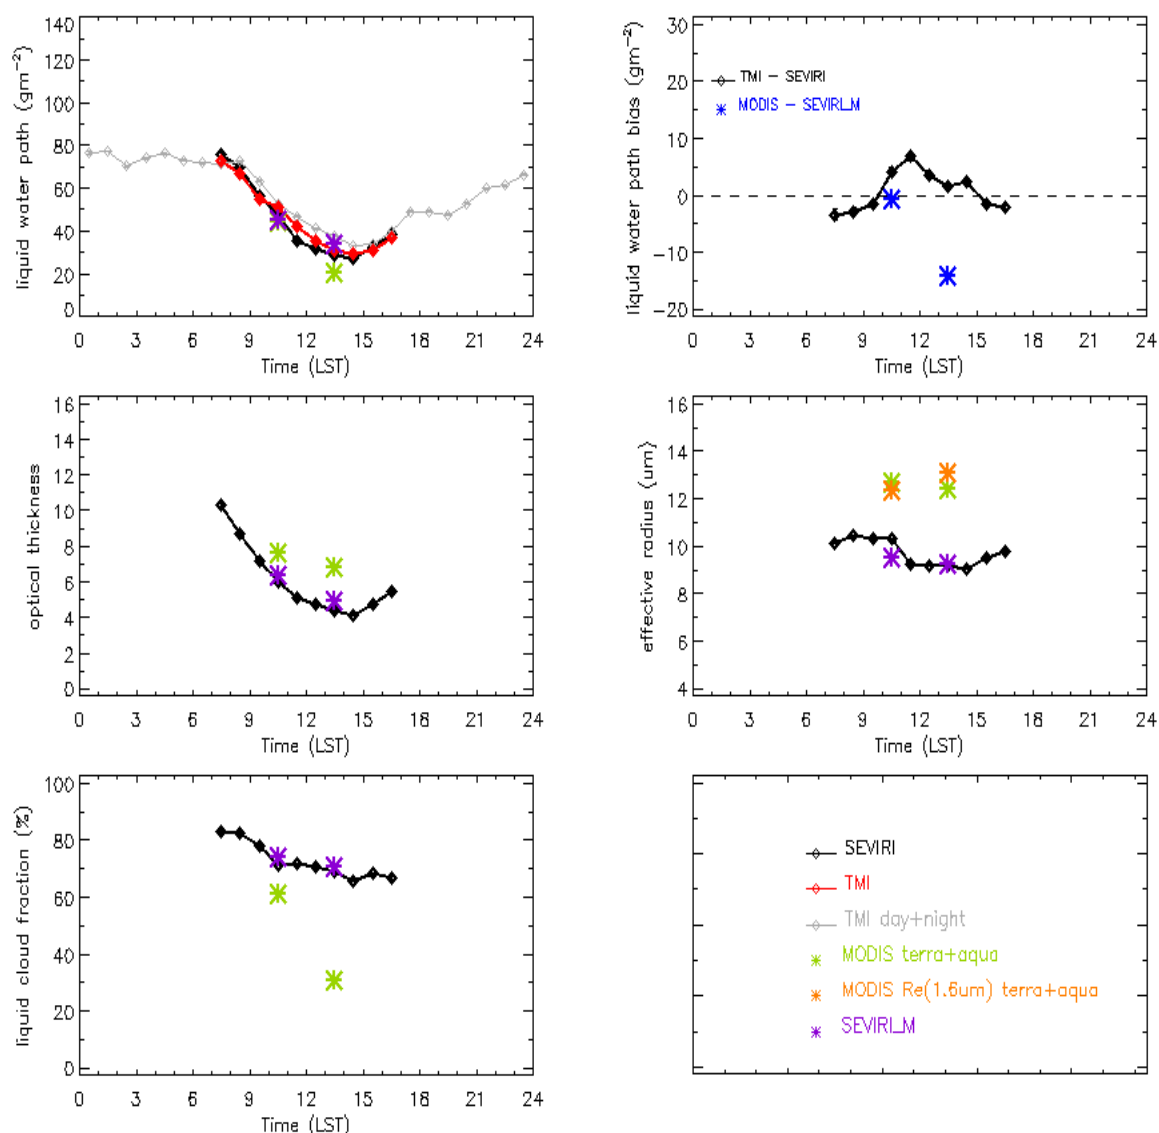 liquid water path (gm⁻²)
140
120
100
80
60
40
20
0
0 3 6 9 12 15 18 21 24
Time (LST)
liquid water path bias (gm⁻²)
30
20
10
0
−10
−20
TMI − SEVIRI
MODIS − SEVIRI_M
0 3 6 9 12 15 18 21 24
Time (LST)
optical thickness
16
14
12
10
8
6
4
2
0
0 3 6 9 12 15 18 21 24
Time (LST)
effective radius (um)
16
14
12
10
8
6
4
0 3 6 9 12 15 18 21 24
Time (LST)
liquid cloud fraction (%)
100
80
60
40
20
0
0 3 6 9 12 15 18 21 24
Time (LST)
SEVIRI
TMI
TMI day+night
MODIS terra+aqua
MODIS Re(1.6um) terra+aqua
SEVIRI_M